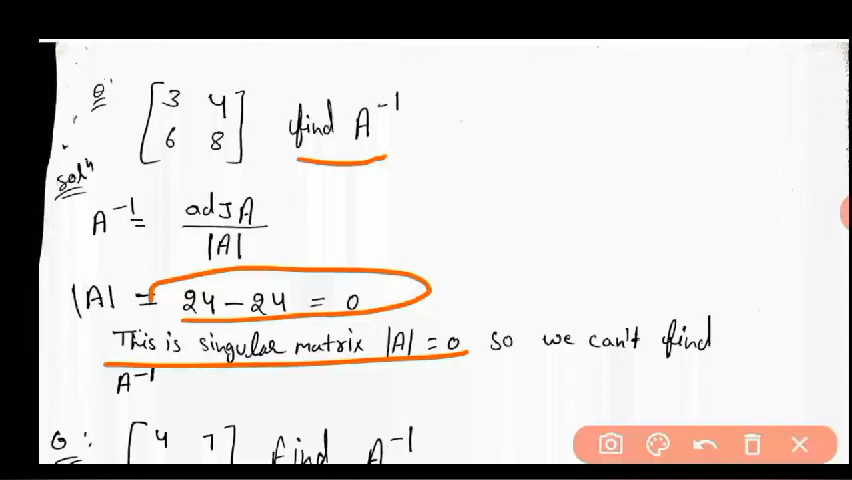 Q: [3 4 find A⁻¹
6 8]
Solⁿ
A⁻¹ = adjA
|A|
|A| = 24 - 24 = 0
This is singular matrix |A| = 0 so we can't find
A⁻¹
Q: [4 7] find A⁻¹